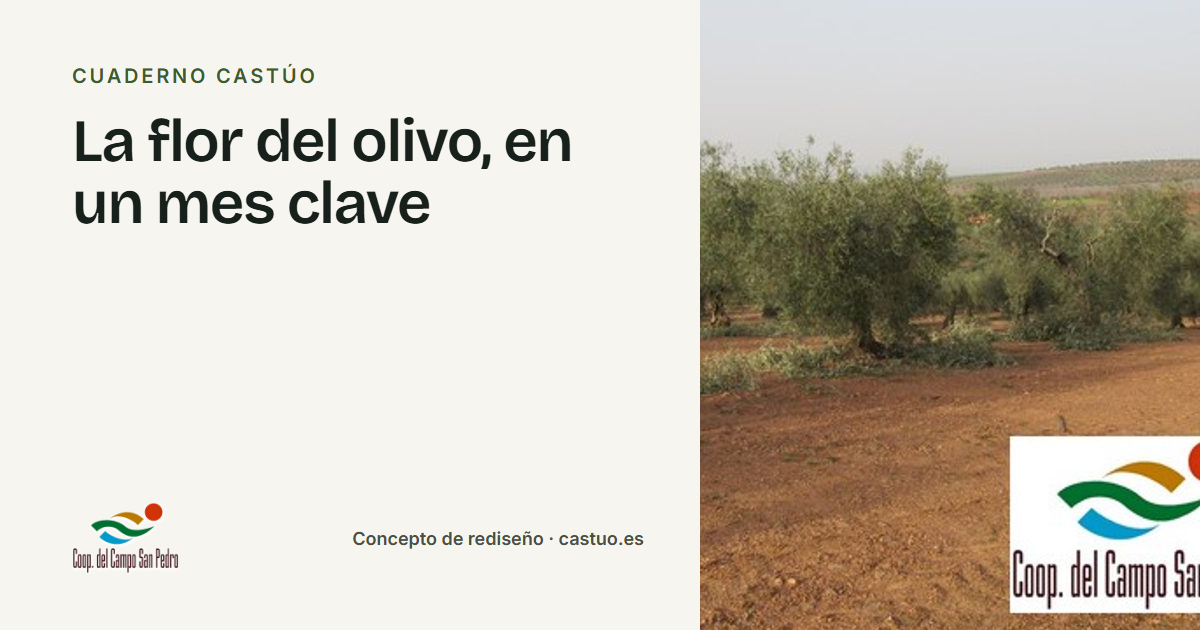 CUADERNO CASTÚO
La flor del olivo, en
un mes clave
Coop. del Campo San Pedro
Concepto de rediseño · castuo.es
Coop. del Campo San